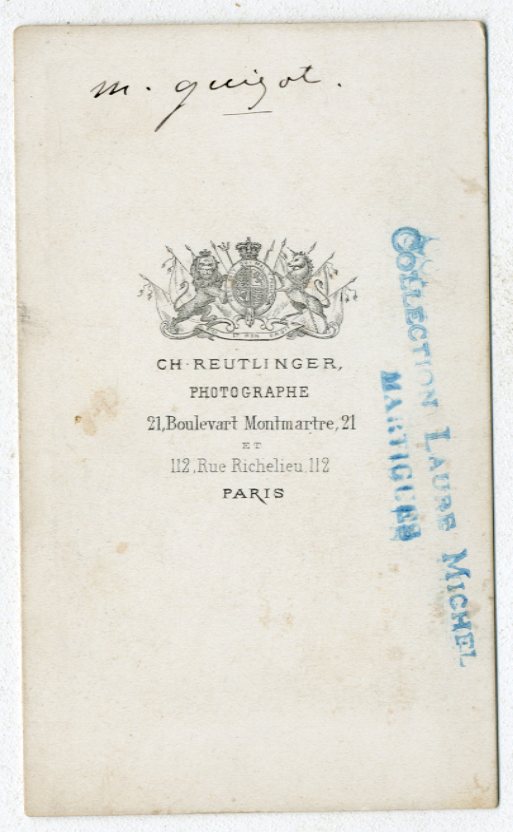 m. guizot.
CH. REUTLINGER,
PHOTOGRAPHE
21, Boulevart Montmartre, 21
ET
112, Rue Richelieu, 112
PARIS
COLLECTION LAURE MICHEL
MARTIGUES